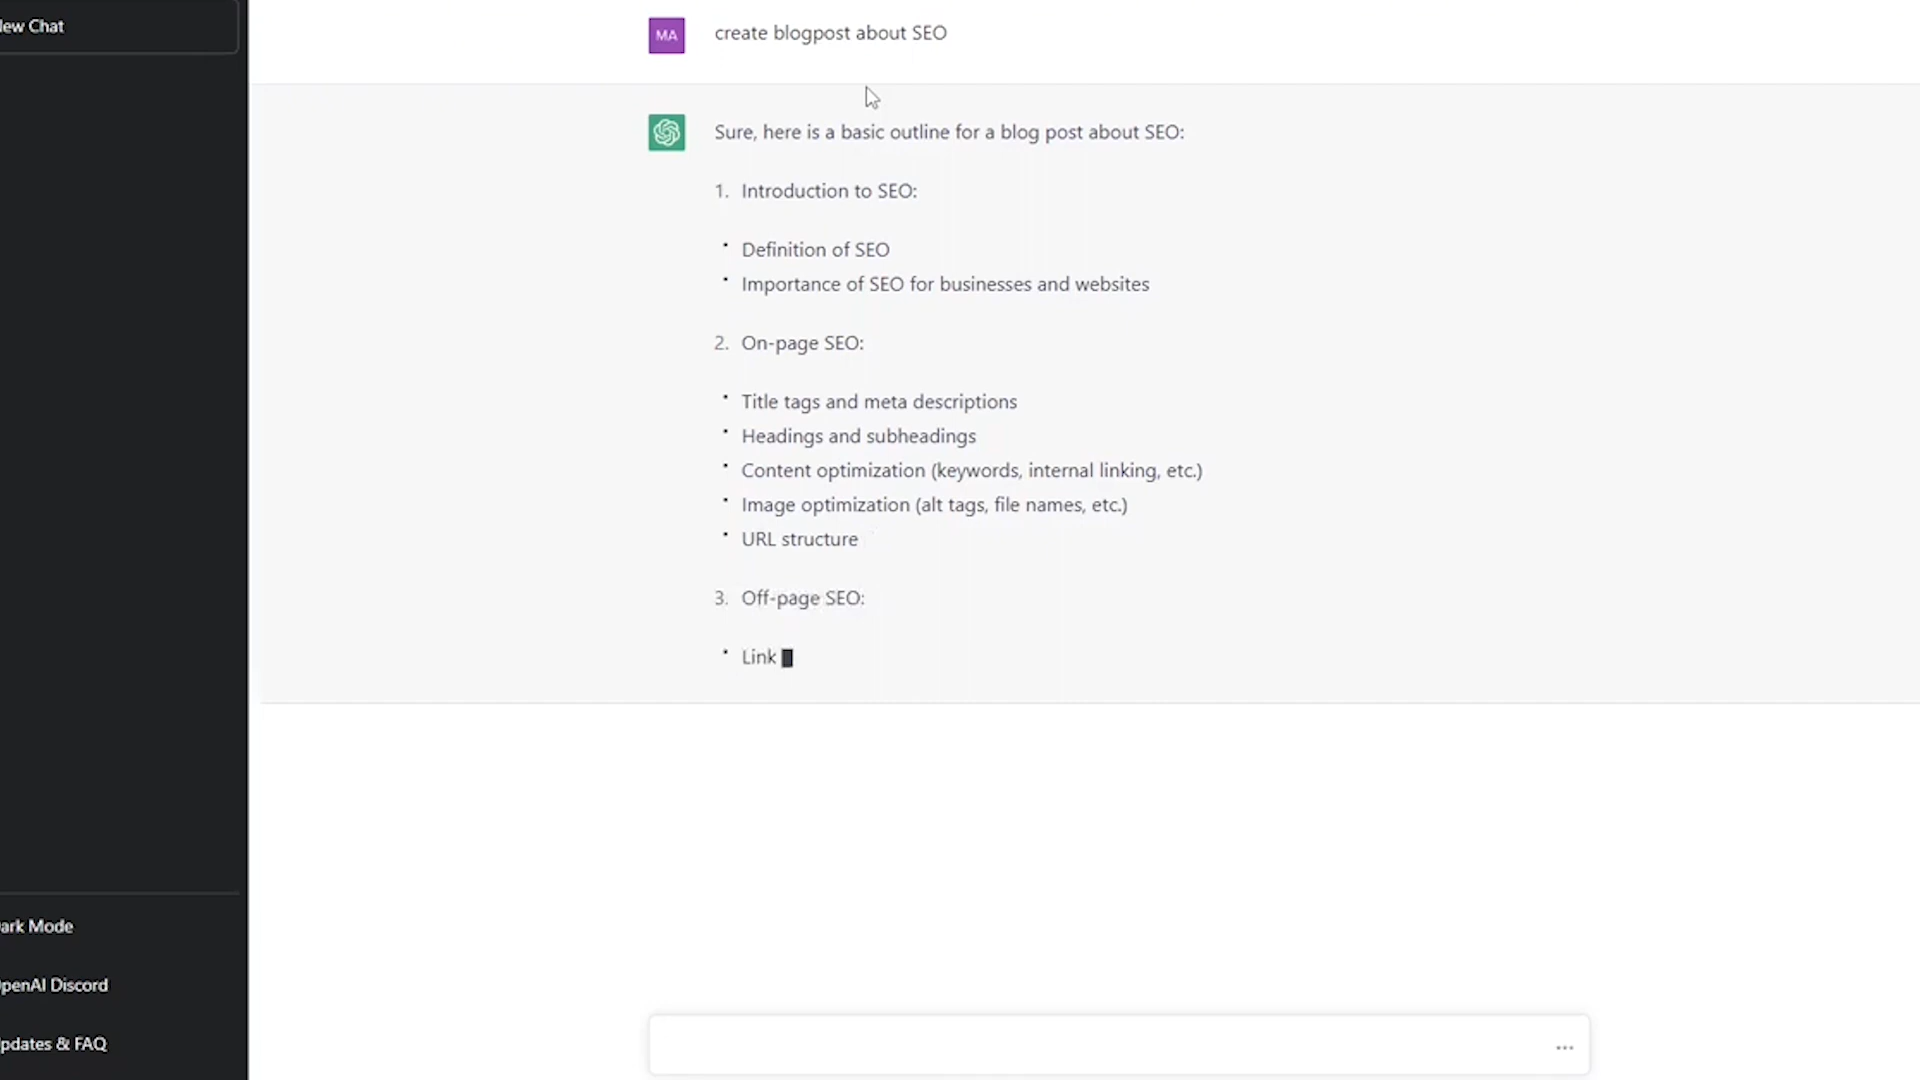 ew Chat
MA
create blogpost about SEO
Sure, here is a basic outline for a blog post about SEO:
1. Introduction to SEO:
· Definition of SEO
· Importance of SEO for businesses and websites
2. On-page SEO:
· Title tags and meta descriptions
· Headings and subheadings
· Content optimization (keywords, internal linking, etc.)
· Image optimization (alt tags, file names, etc.)
· URL structure
3. Off-page SEO:
· Link
ark Mode
penAI Discord
pdates & FAQ